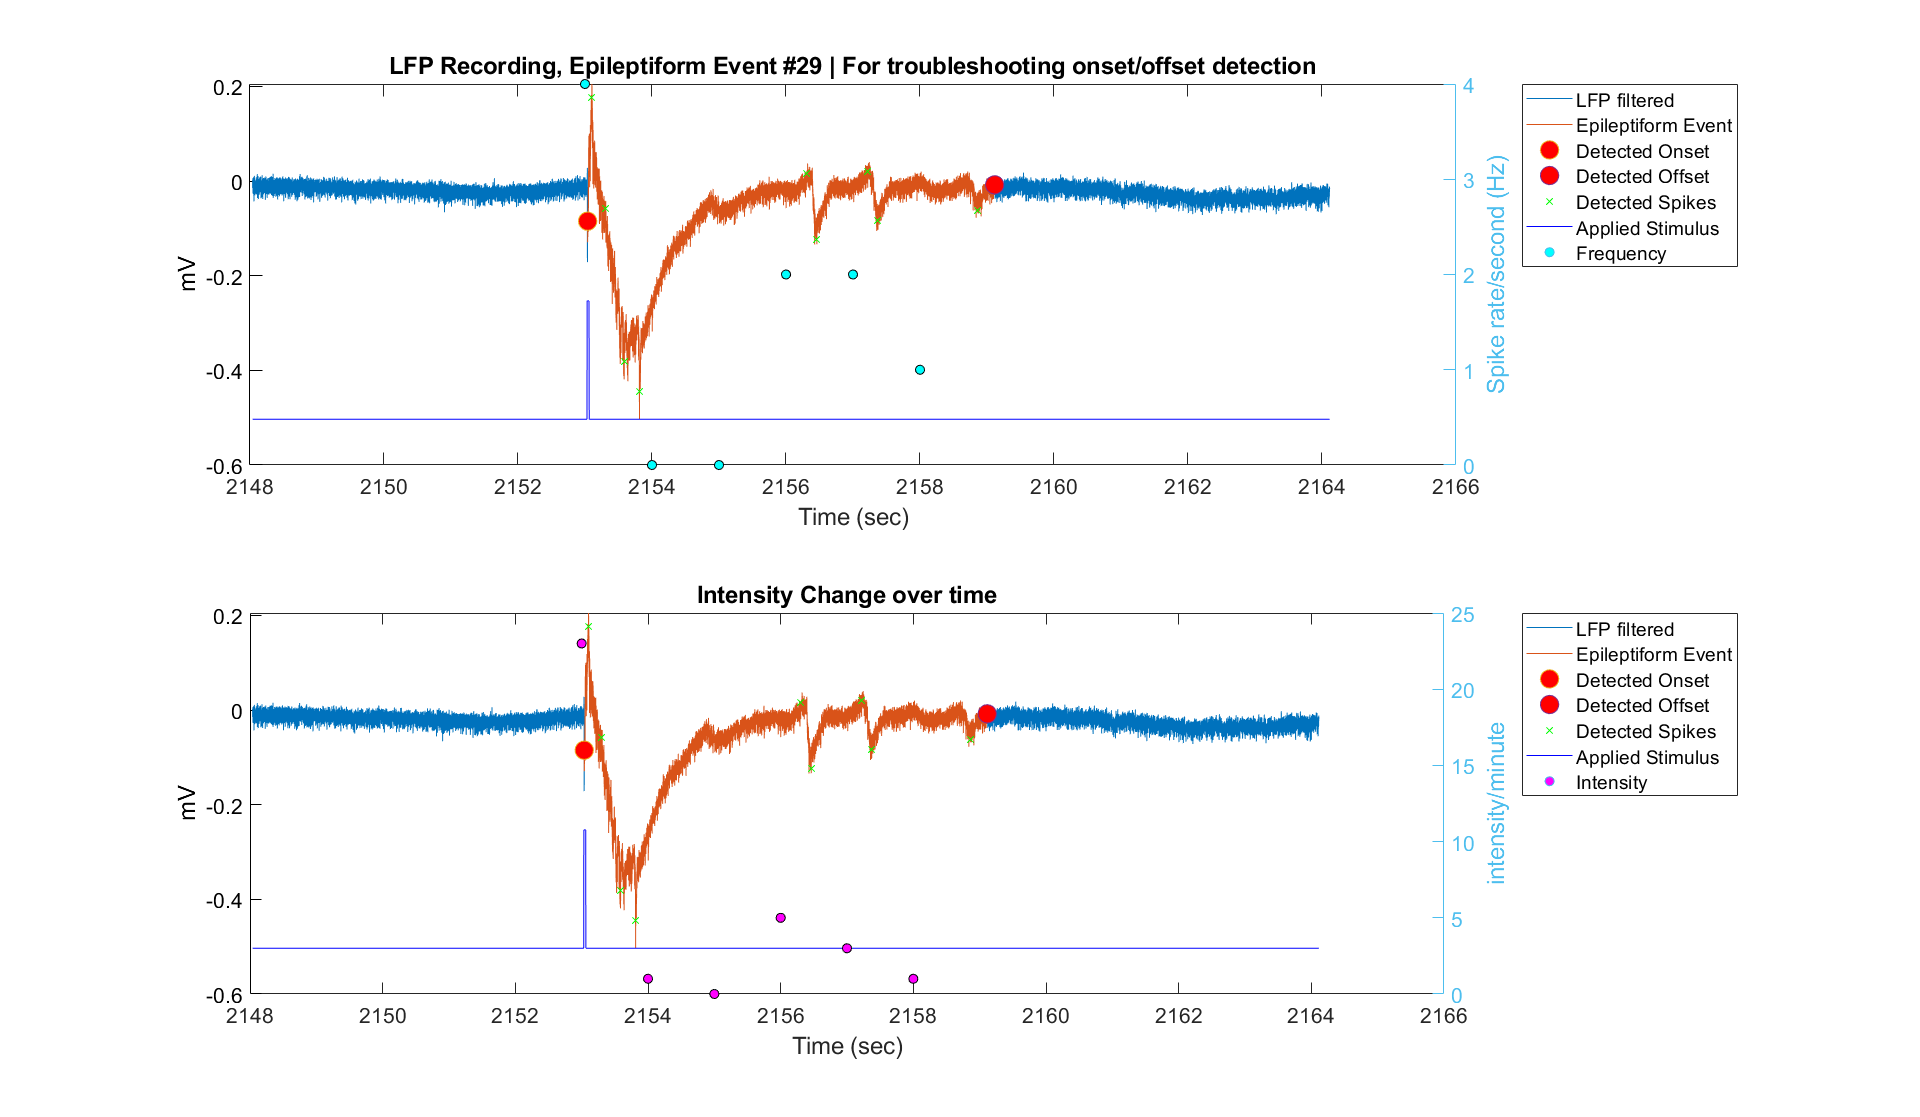 LFP Recording, Epileptiform Event #29 | For troubleshooting onset/offset detection
0.2
0
-0.2
-0.4
-0.6
mV
2148 2150 2152 2154 2156 2158 2160 2162 2164 2166
Time (sec)
4
3
2
1
0
Spike rate/second (Hz)
LFP filtered
Epileptiform Event
Detected Onset
Detected Offset
Detected Spikes
Applied Stimulus
Frequency
Intensity Change over time
0.2
0
-0.2
-0.4
-0.6
mV
2148 2150 2152 2154 2156 2158 2160 2162 2164 2166
Time (sec)
25
20
15
10
5
0
intensity/minute
LFP filtered
Epileptiform Event
Detected Onset
Detected Offset
Detected Spikes
Applied Stimulus
Intensity